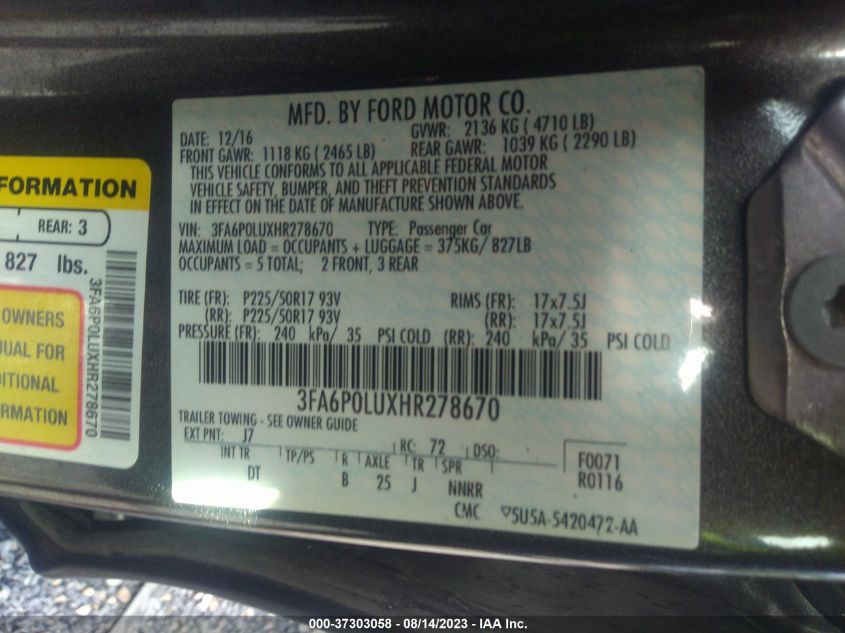 MFD. BY FORD MOTOR CO.
DATE: 12/16 GVWR: 2136 KG ( 4710 LB)
FRONT GAWR: 1118 KG ( 2465 LB) REAR GAWR: 1039 KG ( 2290 LB)
THIS VEHICLE CONFORMS TO ALL APPLICABLE FEDERAL MOTOR
VEHICLE SAFETY, BUMPER, AND THEFT PREVENTION STANDARDS
IN EFFECT ON THE DATE OF MANUFACTURE SHOWN ABOVE.
VIN: 3FA6P0LUXHR278670 TYPE: Passenger Car
MAXIMUM LOAD = OCCUPANTS + LUGGAGE = 375KG/ 827LB
OCCUPANTS = 5 TOTAL; 2 FRONT, 3 REAR
TIRE (FR): P225/50R17 93V RIMS (FR): 17x7.5J
(RR): P225/50R17 93V (RR): 17x7.5J
PRESSURE (FR): 240 kPa/ 35 PSI COLD (RR): 240 kPa/ 35 PSI COLD
3FA6P0LUXHR278670
TRAILER TOWING - SEE OWNER GUIDE
EXT PNT: J7 RC: 72 DSO:
INT TR TP/PS R AXLE TR SPR
DT B 25 J NNRR
F0071
R0116
CMC 5U5A-5420472-AA
FORMATION
REAR: 3
827 lbs.
OWNERS
UAL FOR
DITIONAL
RMATION
3FA6P0LUXHR278670
000-37303058 - 08/14/2023 - IAA Inc.